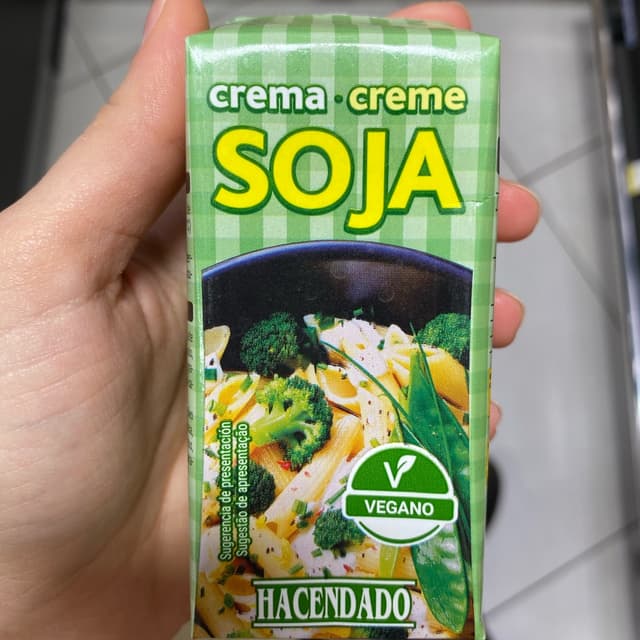 crema · creme
SOJA
Sugerencia de presentación
Sugestão de apresentação
VEGANO
HACENDADO